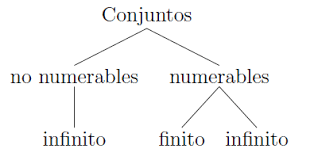 Conjuntos
no numerables numerables
infinito finito infinito